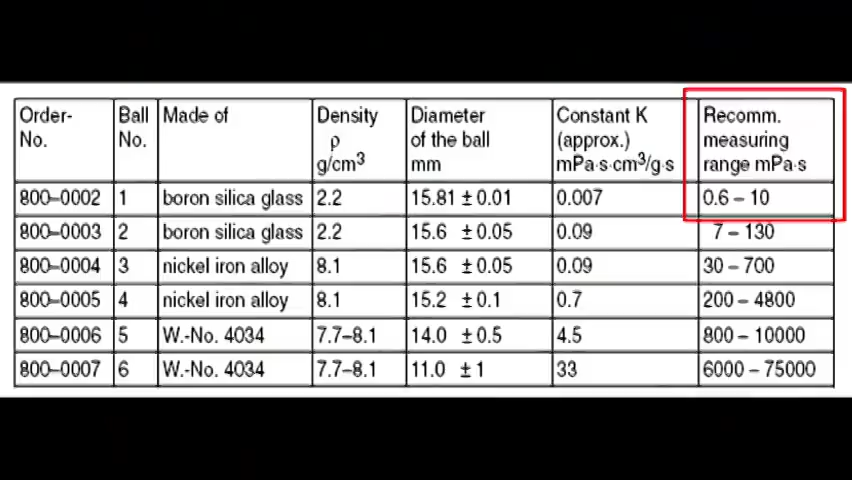 Order- Ball Made of Density Diameter Constant K Recomm.
No. No. ρ of the ball (approx.) measuring
g/cm³ mm mPa·s·cm³/g·s range mPa·s
800–0002 1 boron silica glass 2.2 15.81 ± 0.01 0.007 0.6 – 10
800–0003 2 boron silica glass 2.2 15.6 ± 0.05 0.09 7 – 130
800–0004 3 nickel iron alloy 8.1 15.6 ± 0.05 0.09 30 – 700
800–0005 4 nickel iron alloy 8.1 15.2 ± 0.1 0.7 200 – 4800
800–0006 5 W.-No. 4034 7.7–8.1 14.0 ± 0.5 4.5 800 – 10000
800–0007 6 W.-No. 4034 7.7–8.1 11.0 ± 1 33 6000 – 75000